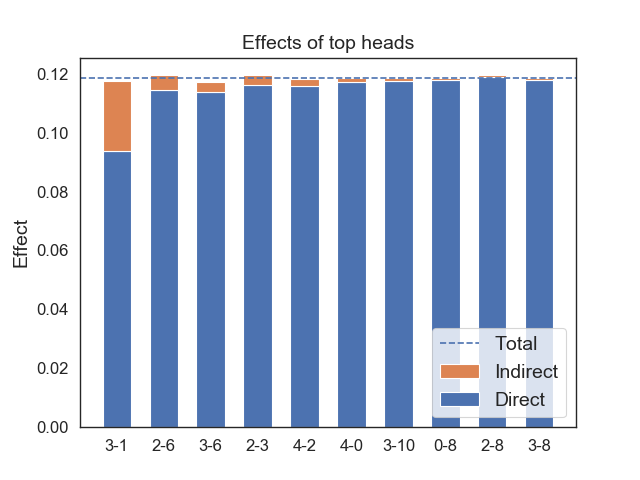 Effects of top heads
Effect
0.12
0.10
0.08
0.06
0.04
0.02
0.00
Total
Indirect
Direct
3-1 2-6 3-6 2-3 4-2 4-0 3-10 0-8 2-8 3-8